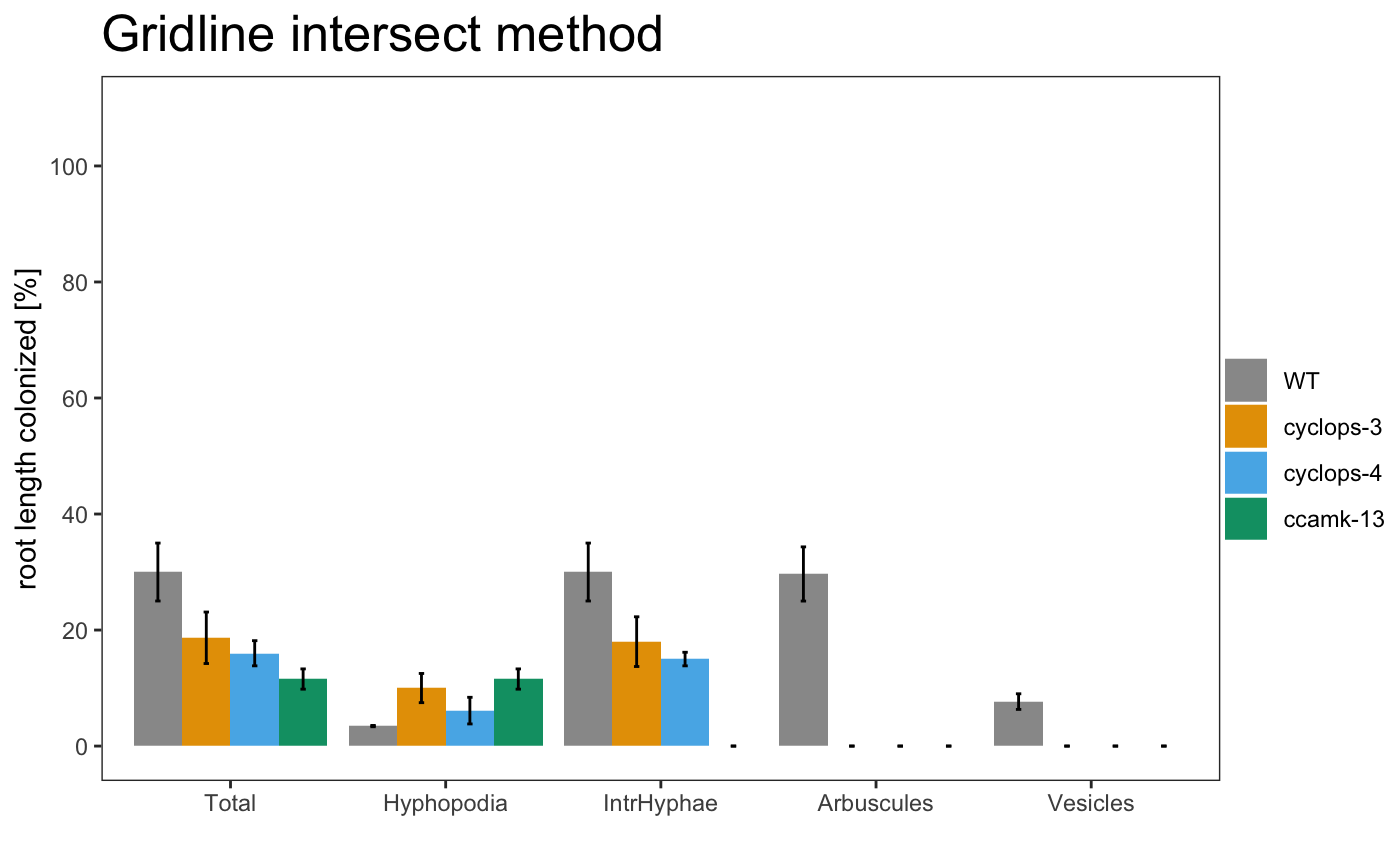 Gridline intersect method
root length colonized [%]
100
80
60
40
20
0
Total
Hyphopodia
IntrHyphae
Arbuscules
Vesicles
WT
cyclops-3
cyclops-4
ccamk-13